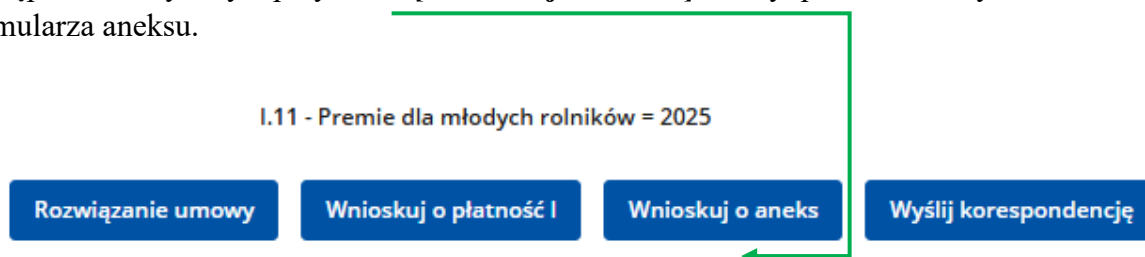 mularza aneksu.
I.11 - Premie dla młodych rolników = 2025
Rozwiązanie umowy Wnioskuj o płatność I Wnioskuj o aneks Wyślij korespondencję